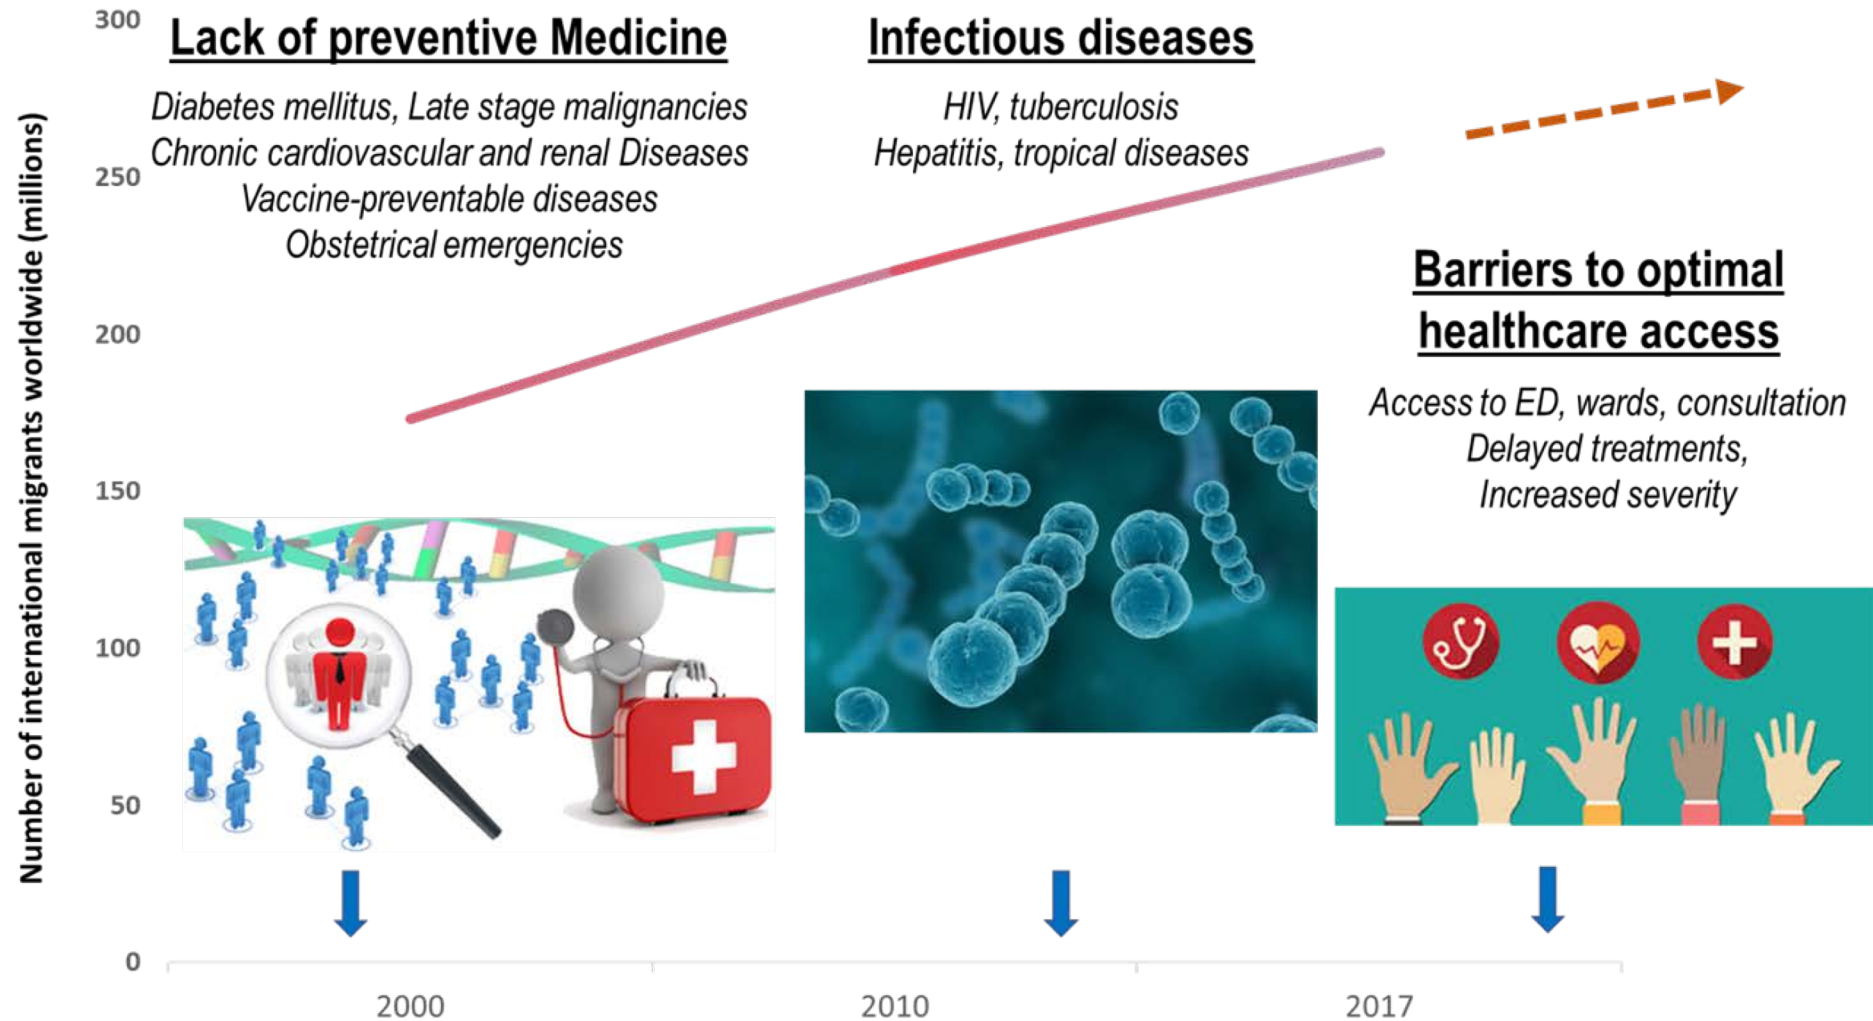 Number of international migrants worldwide (millions)
300
250
200
150
100
50
0
Lack of preventive Medicine
Diabetes mellitus, Late stage malignancies
Chronic cardiovascular and renal Diseases
Vaccine-preventable diseases
Obstetrical emergencies
Infectious diseases
HIV, tuberculosis
Hepatitis, tropical diseases
Barriers to optimal
healthcare access
Access to ED, wards, consultation
Delayed treatments,
Increased severity
2000
2010
2017